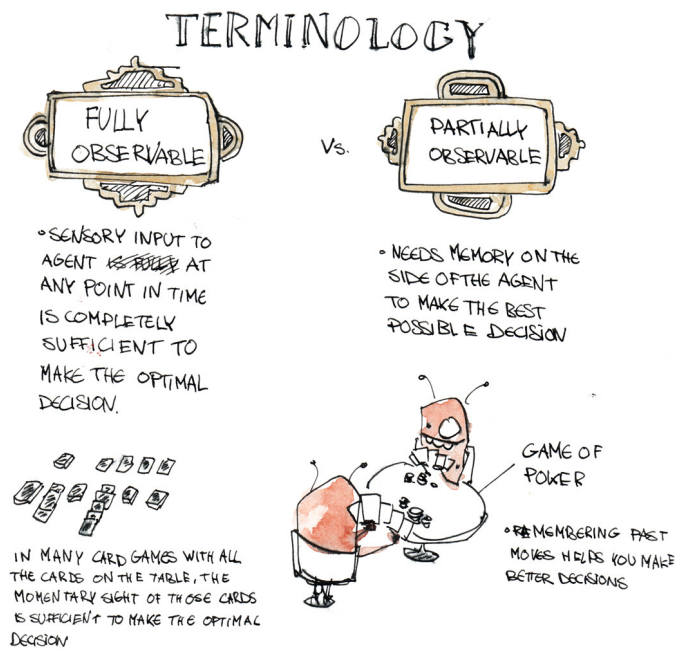 TERMINOLOGY
FULLY
OBSERVABLE
Vs.
PARTIALLY
OBSERVABLE
• SENSORY INPUT TO
AGENT AT
ANY POINT IN TIME
IS COMPLETELY
SUFFICIENT TO
MAKE THE OPTIMAL
DECISION.
• NEEDS MEMORY ON THE
SIDE OF THE AGENT
TO MAKE THE BEST
POSSIBLE DECISION
IN MANY CARD GAMES WITH ALL
THE CARDS ON THE TABLE, THE
MOMENTARY SIGHT OF THOSE CARDS
IS SUFFICIENT TO MAKE THE OPTIMAL
DECISION
GAME OF
POKER
• REMEMBERING PAST
MOVES HELPS YOU MAKE
BETTER DECISIONS